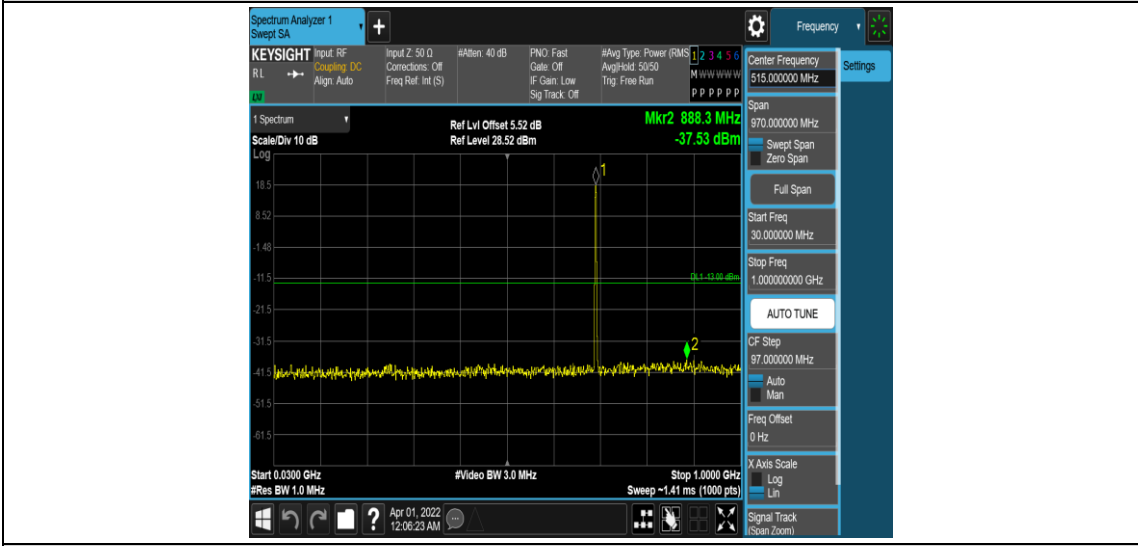 Spectrum Analyzer 1
Swept SA
+
Frequency
KEYSIGHT
RL
Input: RF
Coupling: DC
Align: Auto
Input Z: 50 Ω
Corrections: Off
Freq Ref: Int (S)
#Atten: 40 dB
PNO: Fast
Gate: Off
IF Gain: Low
Sig Track: Off
#Avg Type: Power (RMS
Avg|Hold: 50/50
Trig: Free Run
1 2 3 4 5 6
M W W W W W
P P P P P P
1 Spectrum
Scale/Div 10 dB
Log
Ref Lvl Offset 5.52 dB
Ref Level 28.52 dBm
Mkr2 888.3 MHz
-37.53 dBm
1
18.5
8.52
-1.48
-11.5
DL1 -13.00 dBm
-21.5
-31.5
2
-41.5
-51.5
-61.5
Start 0.0300 GHz
#Res BW 1.0 MHz
#Video BW 3.0 MHz
Stop 1.0000 GHz
Sweep ~1.41 ms (1000 pts)
?
Apr 01, 2022
12:06:23 AM
Center Frequency
515.000000 MHz
Settings
Span
970.000000 MHz
Swept Span
Zero Span
Full Span
Start Freq
30.000000 MHz
Stop Freq
1.000000000 GHz
AUTO TUNE
CF Step
97.000000 MHz
Auto
Man
Freq Offset
0 Hz
X Axis Scale
Log
Lin
Signal Track
(Span Zoom)